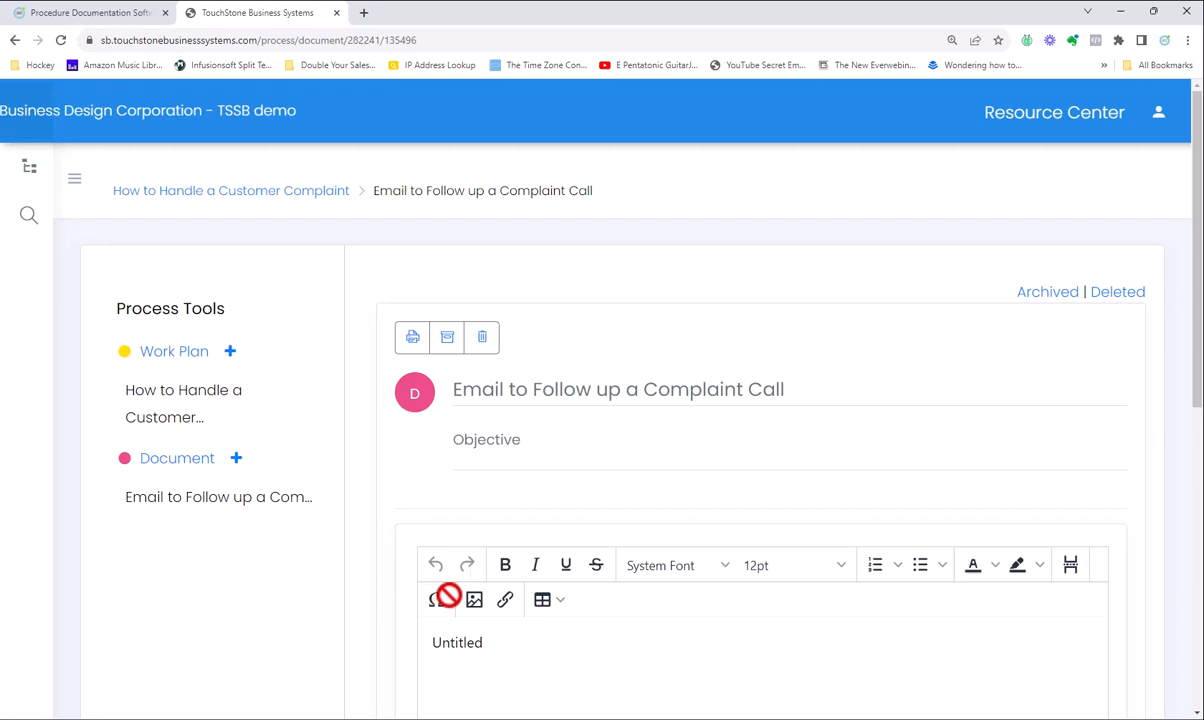 Procedure Documentation Softw
TouchStone Business Systems
sb.touchstonebusinesssystems.com/process/document/282241/135496
Hockey
Amazon Music Libr...
Infusionsoft Split Te...
Double Your Sales...
IP Address Lookup
The Time Zone Con...
E Pentatonic GuitarJ...
YouTube Secret Em...
The New Everwebin...
Wondering how to...
»
All Bookmarks
Business Design Corporation - TSSB demo
Resource Center
How to Handle a Customer Complaint > Email to Follow up a Complaint Call
Archived | Deleted
Process Tools
Work Plan +
How to Handle a
Customer...
Document +
Email to Follow up a Com...
D
Email to Follow up a Complaint Call
Objective
B I U S System Font 12pt A
Ω
Untitled